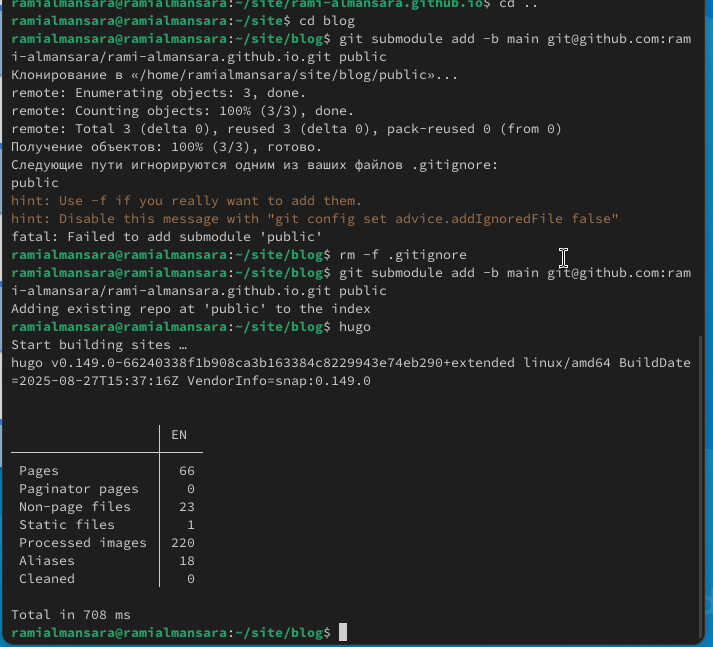 ramialmansara@ramialmansara:~/site/rami-almansara.github.io$ cd ..
ramialmansara@ramialmansara:~/site$ cd blog
ramialmansara@ramialmansara:~/site/blog$ git submodule add -b main git@github.com:ram
i-almansara/rami-almansara.github.io.git public
Клонирование в «/home/ramialmansara/site/blog/public»...
remote: Enumerating objects: 3, done.
remote: Counting objects: 100% (3/3), done.
remote: Total 3 (delta 0), reused 3 (delta 0), pack-reused 0 (from 0)
Получение объектов: 100% (3/3), готово.
Следующие пути игнорируются одним из ваших файлов .gitignore:
public
hint: Use -f if you really want to add them.
hint: Disable this message with "git config set advice.addIgnoredFile false"
fatal: Failed to add submodule 'public'
ramialmansara@ramialmansara:~/site/blog$ rm -f .gitignore
ramialmansara@ramialmansara:~/site/blog$ git submodule add -b main git@github.com:ram
i-almansara/rami-almansara.github.io.git public
Adding existing repo at 'public' to the index
ramialmansara@ramialmansara:~/site/blog$ hugo
Start building sites …
hugo v0.149.0-66240338f1b908ca3b163384c8229943e74eb290+extended linux/amd64 BuildDate
=2025-08-27T15:37:16Z VendorInfo=snap:0.149.0
EN
Pages 66
Paginator pages 0
Non-page files 23
Static files 1
Processed images 220
Aliases 18
Cleaned 0
Total in 708 ms
ramialmansara@ramialmansara:~/site/blog$